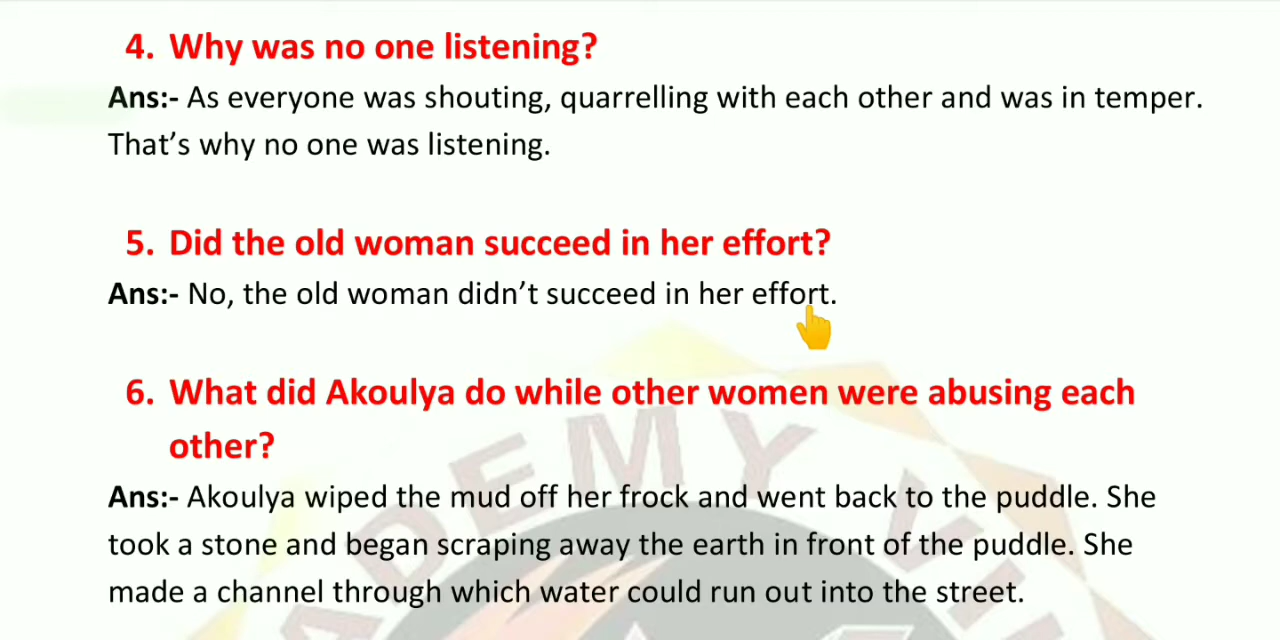 4. Why was no one listening?
Ans:- As everyone was shouting, quarrelling with each other and was in temper.
That’s why no one was listening.
5. Did the old woman succeed in her effort?
Ans:- No, the old woman didn’t succeed in her effort.
6. What did Akoulya do while other women were abusing each
other?
Ans:- Akoulya wiped the mud off her frock and went back to the puddle. She
took a stone and began scraping away the earth in front of the puddle. She
made a channel through which water could run out into the street.